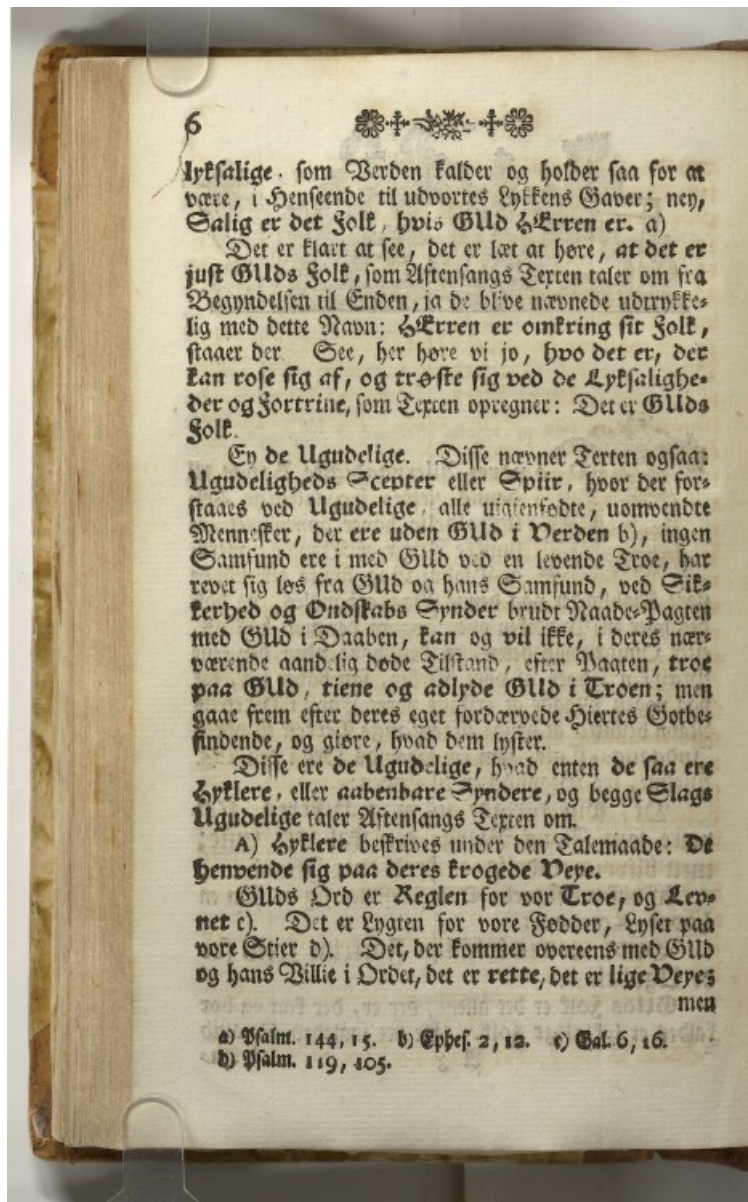 6
lyksalige, som Verden kalder og holder saa for at
være, i Henseende til udvortes Lykkens Gaver; ney,
Salig er det Folk, hvis GUd HErren er. a)
Det er klart at see, det er læt at høre, at det er
just GUds Folk, som Aftensangs Texten taler om fra
Begyndelsen til Enden, ja de blive nævnede udtrykke-
lig med dette Navn: HErren er omkring sit Folk,
staaer der. See, her høre vi jo, hvo det er, der
kan rose sig af, og trøste sig ved de Lyksalighe-
der og Fortrine, som Texten opregner: Det er GUds
Folk.
Ey de Ugudelige. Disse nævner Texten ogsaa:
Ugudeligheds Scepter eller Spiir, hvor der for-
staaes ved Ugudelige, alle uigienfødte, uomvendte
Mennesker, der ere uden GUd i Verden b), ingen
Samfund ere i med GUd ved en levende Troe, har
revet sig løs fra GUd og hans Samfund, ved Sik-
kerhed og Ondskabs Synder brudt Naade-Pagten
med GUd i Daaben, kan og vil ikke, i deres nær-
værende aandelig døde Tilstand, efter Pagten, troe
paa GUd, tiene og adlyde GUd i Troen; men
gaae frem efter deres eget fordærvede Hiertes Gotbe-
findende, og giøre, hvad dem lyster.
Disse ere de Ugudelige, hvad enten de saa ere
Hyklere, eller aabenbare Syndere, og begge Slags
Ugudelige taler Aftensangs Texten om.
A) Hyklere beskrives under den Talemaade: De
henvende sig paa deres krogede Veye.
GUds Ord er Reglen for vor Troe, og Lev-
net c). Det er Lygten for vore Fødder, Lyset paa
vore Stier d). Det, der kommer overeens med GUd
og hans Villie i Ordet, det er rette, det er lige Veye;
men
a) Psalm. 144, 15. b) Ephes. 2, 12. c) Gal. 6, 16.
d) Psalm. 119, 105.